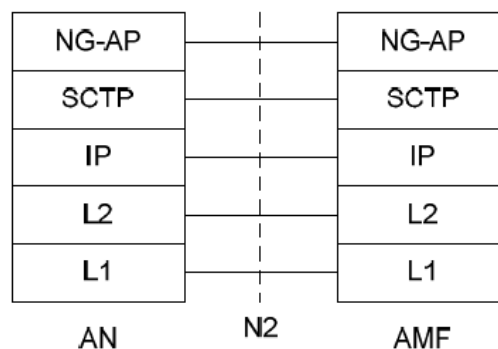 NG-AP NG-AP
SCTP SCTP
IP IP
L2 L2
L1 L1
AN N2 AMF